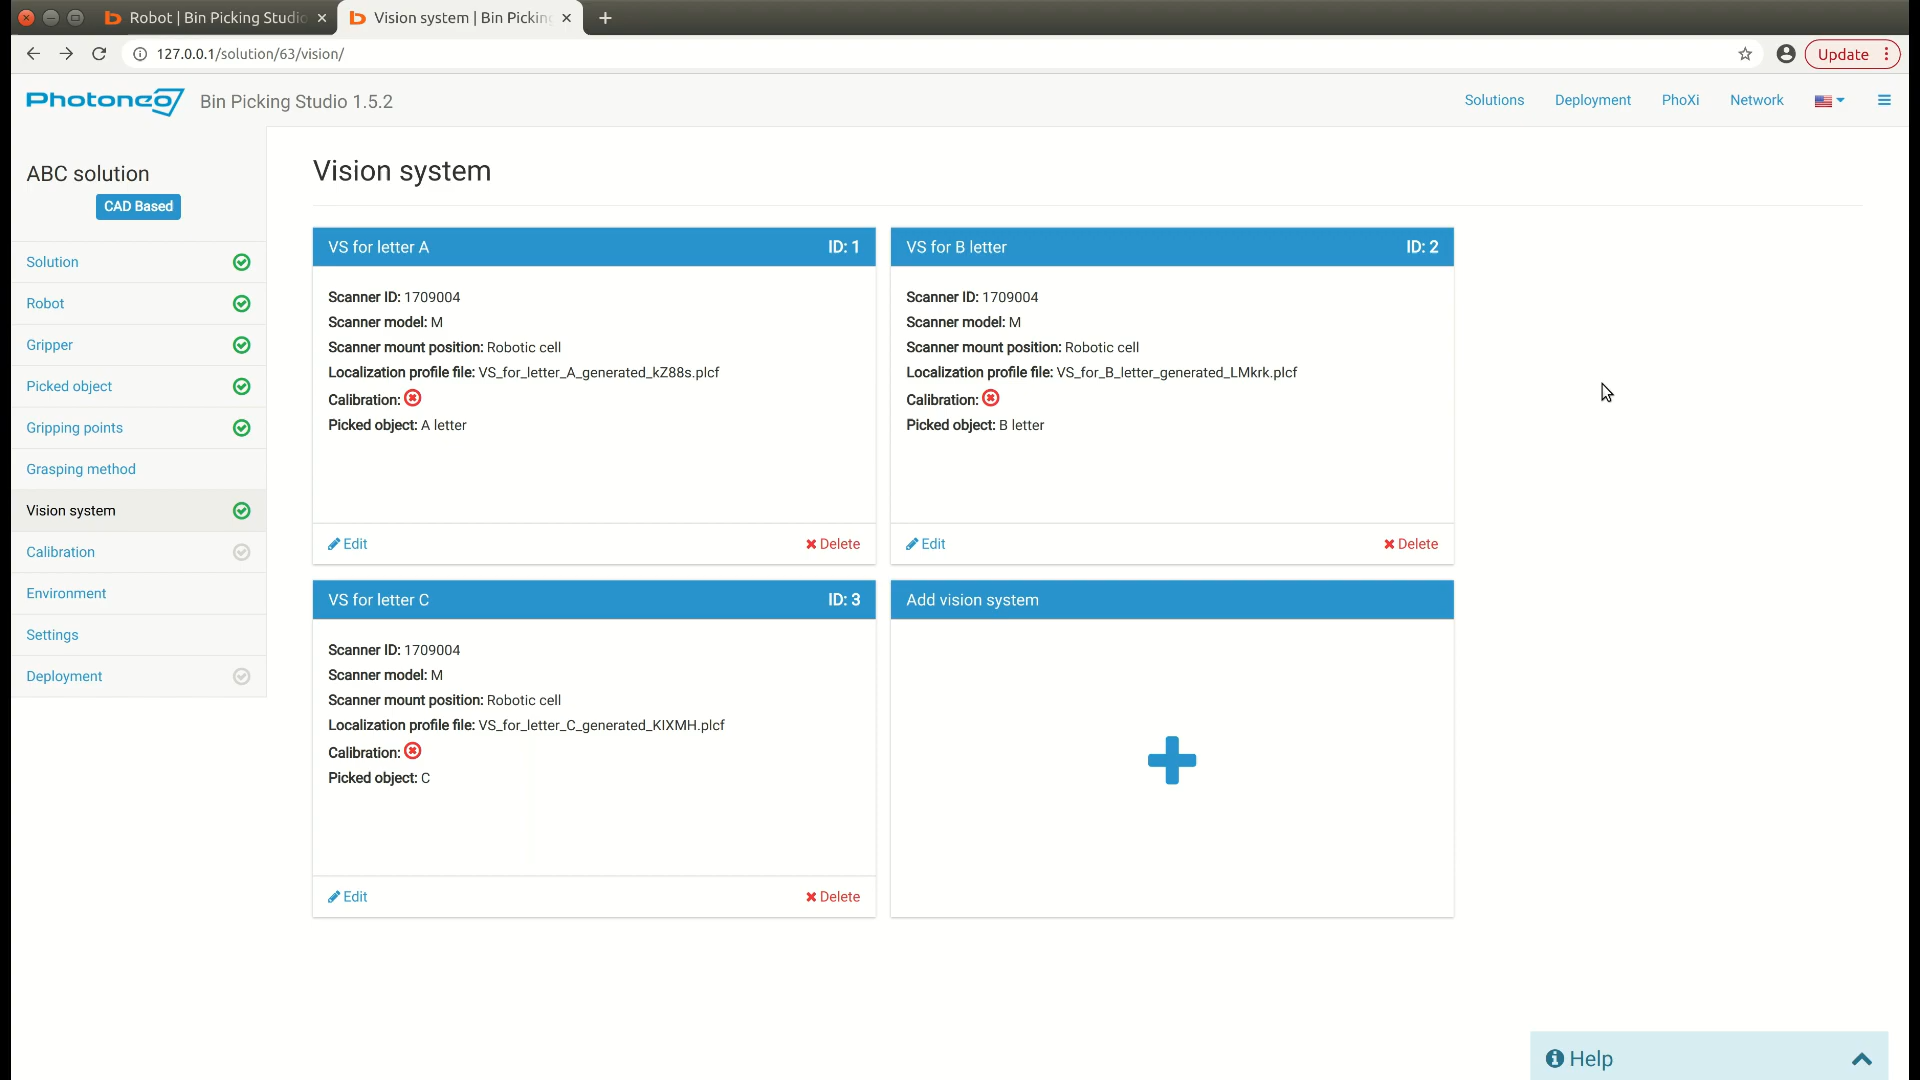 Robot | Bin Picking Studio
Vision system | Bin Picking
127.0.0.1/solution/63/vision/
Update
Photoneo
Bin Picking Studio 1.5.2
Solutions
Deployment
PhoXi
Network
ABC solution
CAD Based
Solution
Robot
Gripper
Picked object
Gripping points
Grasping method
Vision system
Calibration
Environment
Settings
Deployment
Vision system
VS for letter A
ID: 1
Scanner ID: 1709004
Scanner model: M
Scanner mount position: Robotic cell
Localization profile file: VS_for_letter_A_generated_kZ88s.plcf
Calibration:
Picked object: A letter
Edit
Delete
VS for B letter
ID: 2
Scanner ID: 1709004
Scanner model: M
Scanner mount position: Robotic cell
Localization profile file: VS_for_B_letter_generated_LMkrk.plcf
Calibration:
Picked object: B letter
Edit
Delete
VS for letter C
ID: 3
Scanner ID: 1709004
Scanner model: M
Scanner mount position: Robotic cell
Localization profile file: VS_for_letter_C_generated_KIXMH.plcf
Calibration:
Picked object: C
Edit
Delete
Add vision system
Help